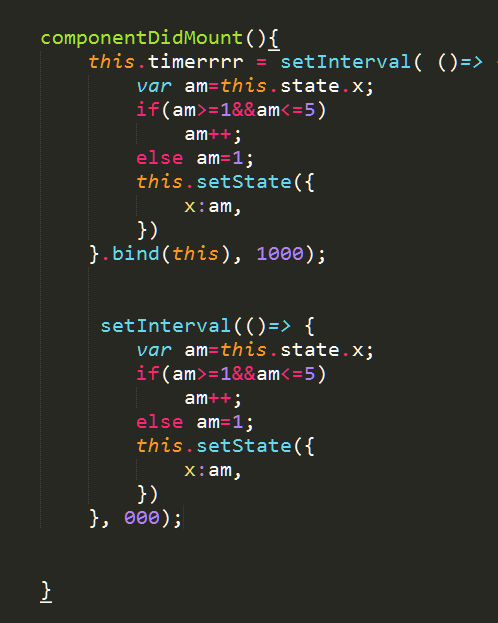 componentDidMount(){
    this.timerrrr = setInterval( ()=> {
        var am=this.state.x;
        if(am>=1&&am<=5)
            am++;
        else am=1;
        this.setState({
            x:am,
        })
    }.bind(this), 1000);
     setInterval(()=> {
        var am=this.state.x;
        if(am>=1&&am<=5)
            am++;
        else am=1;
        this.setState({
            x:am,
        })
    }, 000);
}